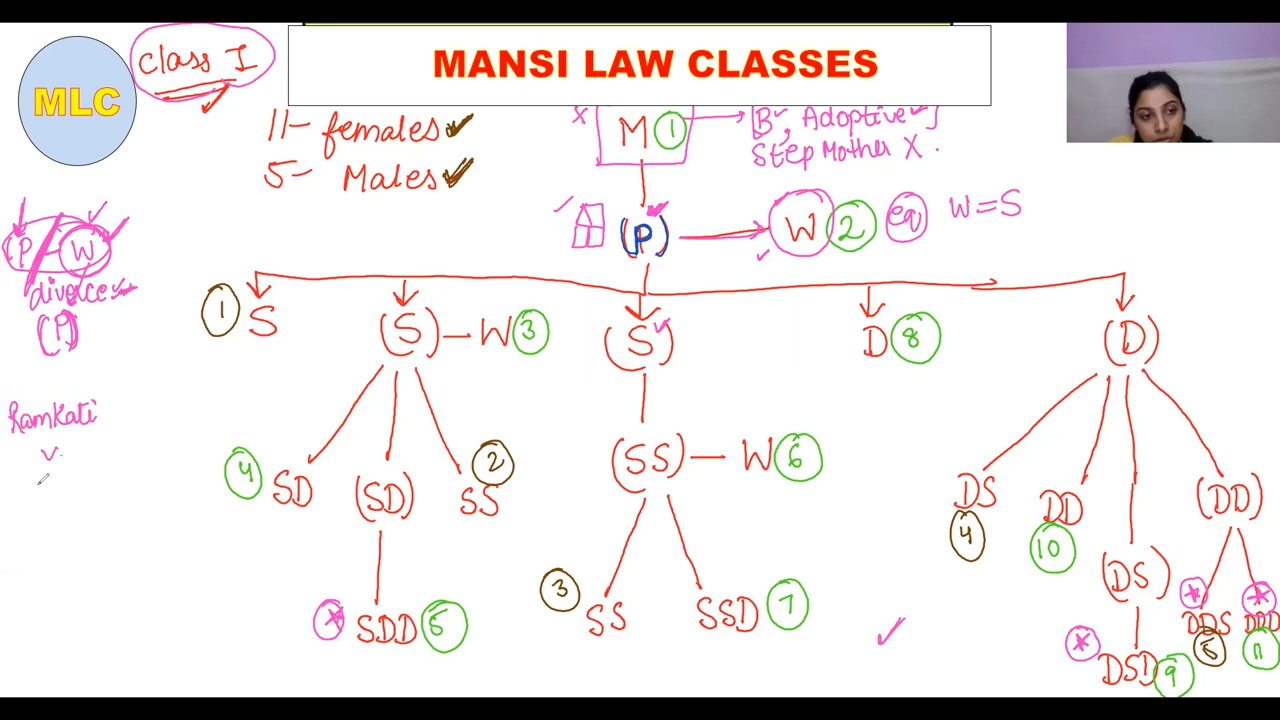 class I
MANSI LAW CLASSES
MLC
11- females
5- Males
X M 1 [B , Adoptive]
Step Mother X .
(P) W
divorce
(P)
(P) W 2 eq W=S
1 S
(S) - W 3
(S)
D 8
(D)
Ramkati
v.
4 SD (SD) SS 2
(SS) - W 6
DS 4
DD 10
(DS)
(DD)
* SDD 5
3 SS SSD 7
* DDS 5
* DDD 11
* DSD 9